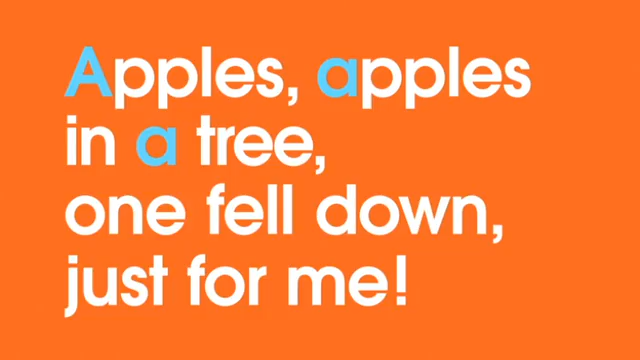 Apples, apples
in a tree,
one fell down,
just for me!